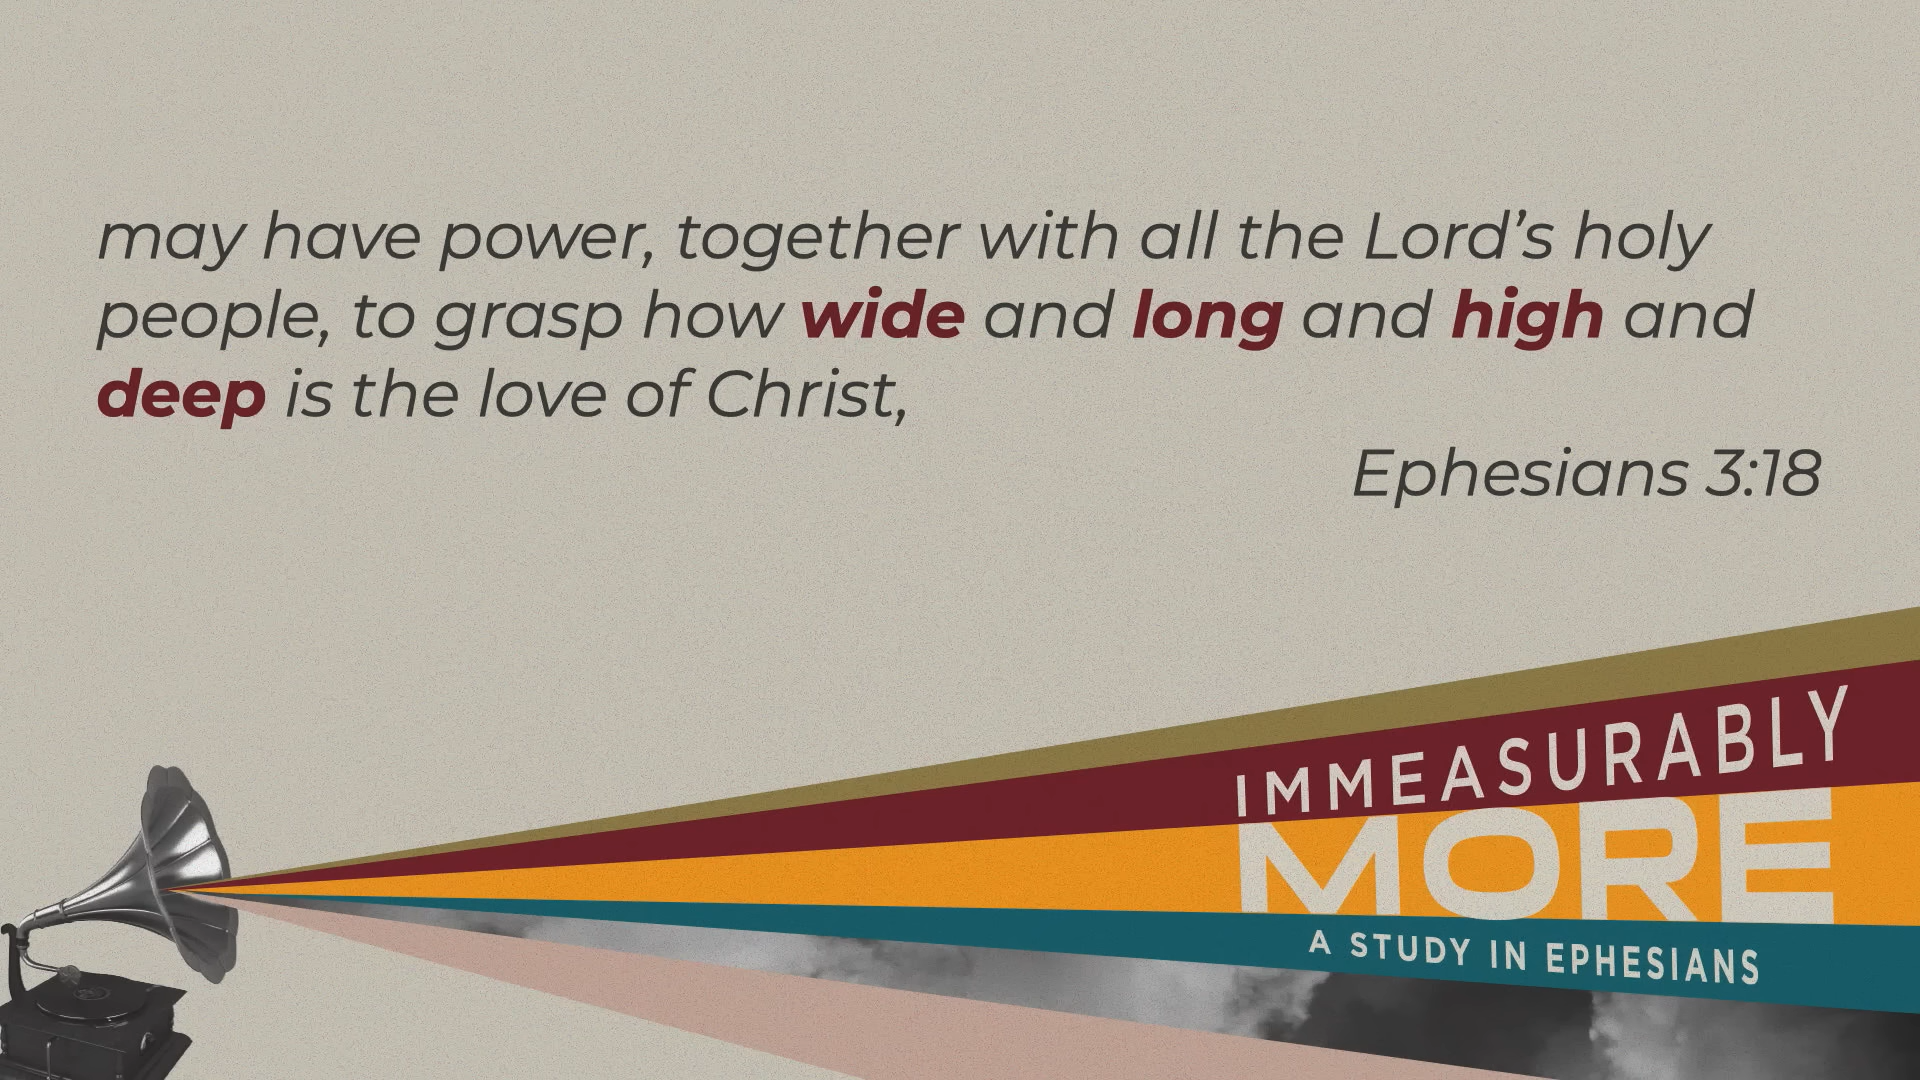 may have power, together with all the Lord’s holy
people, to grasp how wide and long and high and
deep is the love of Christ,
Ephesians 3:18
IMMEASURABLY
MORE
A STUDY IN EPHESIANS